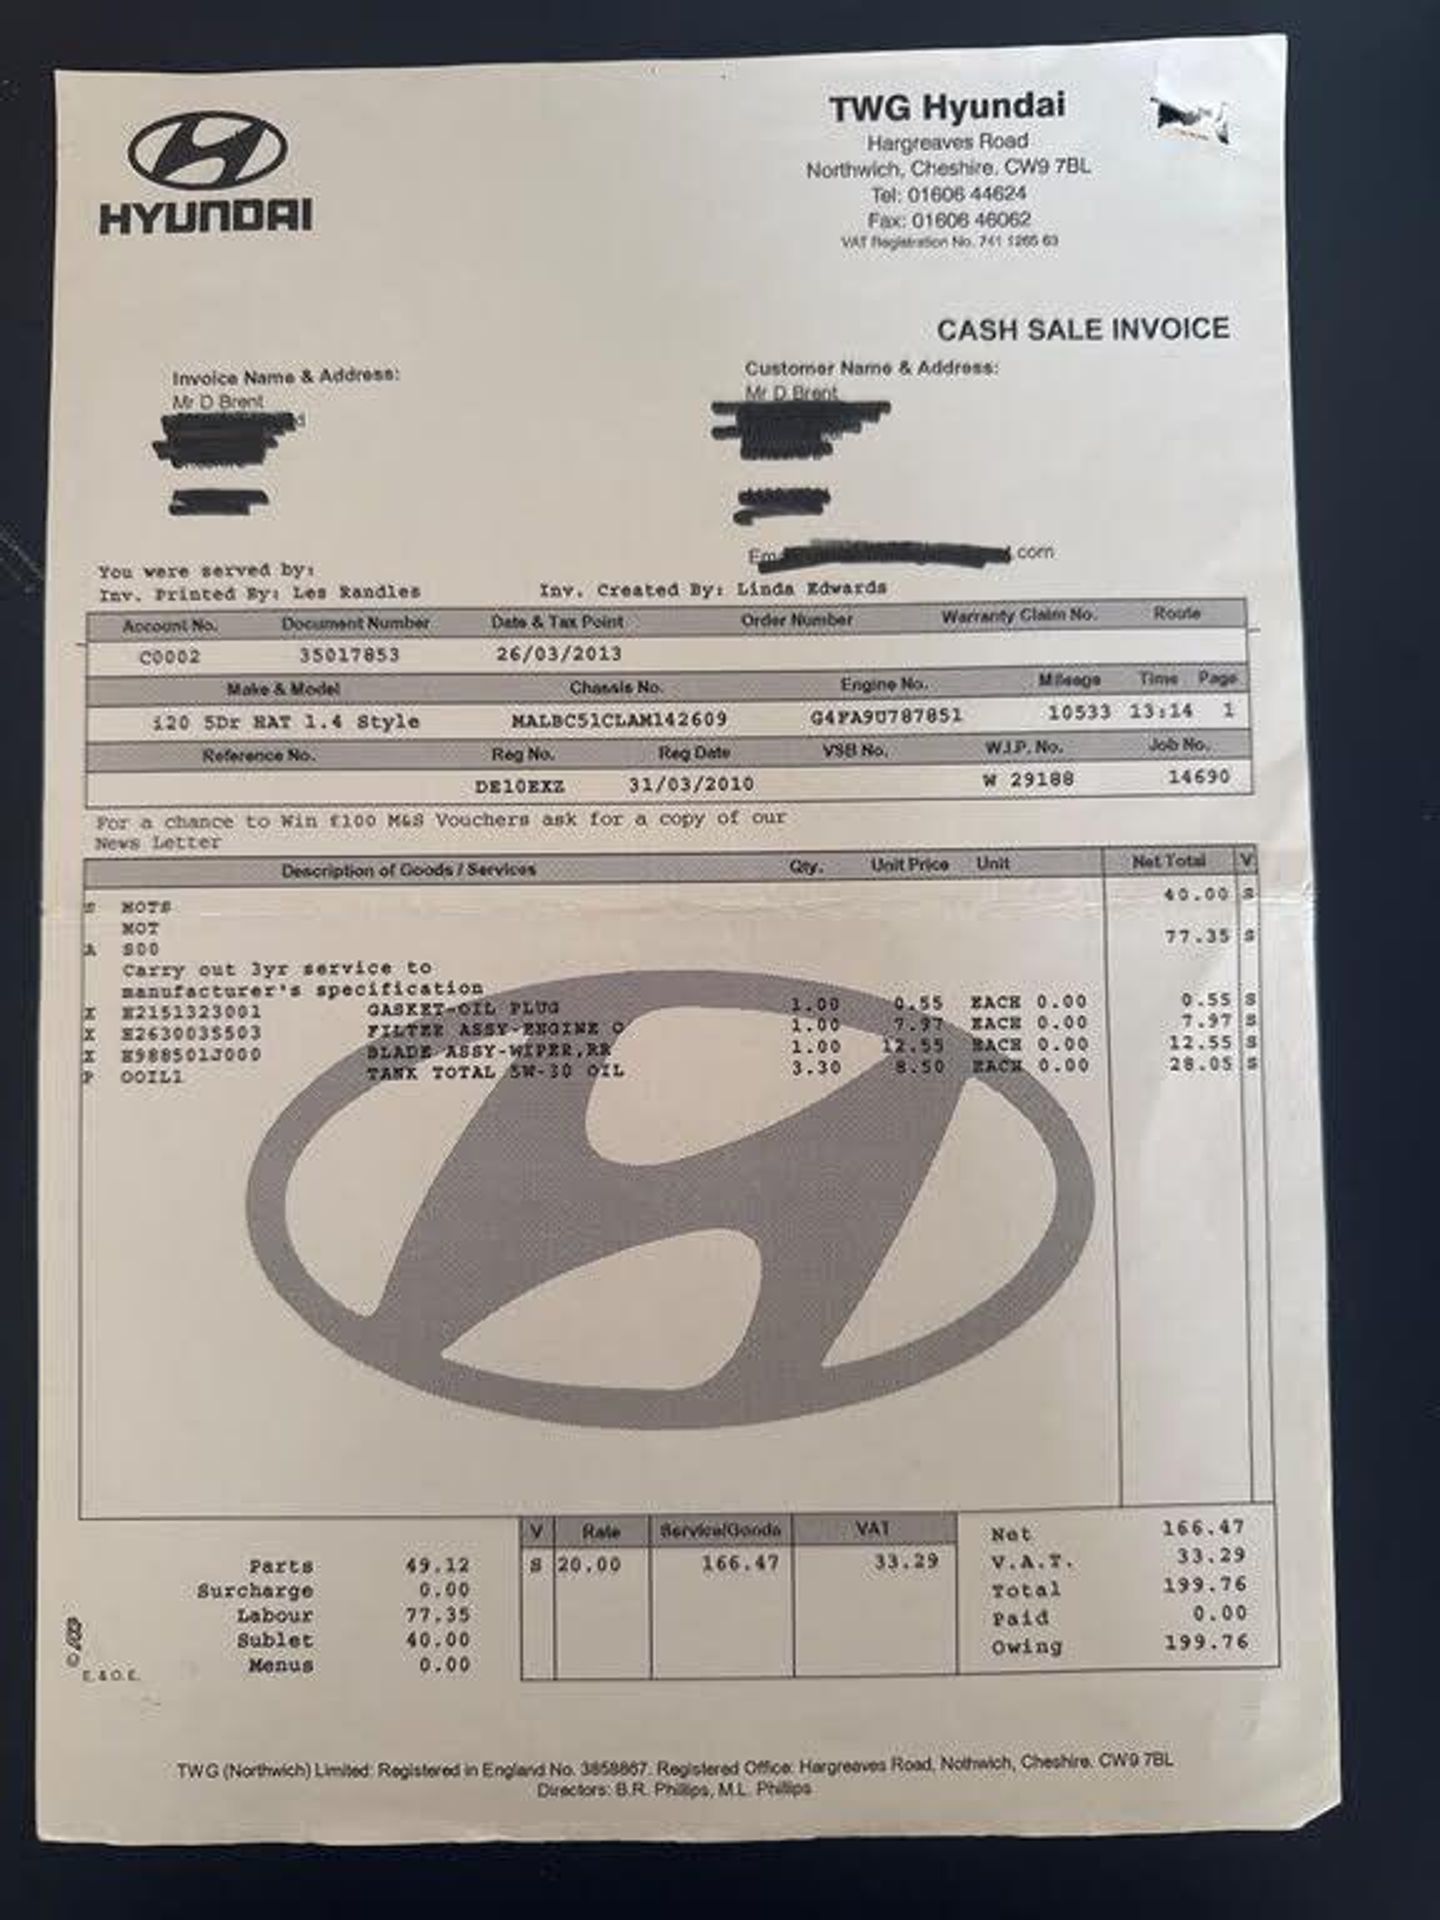 HYUNDAI
TWG Hyundai
Hargreaves Road
Northwich, Cheshire. CW9 7BL
Tel: 01606 44624
Fax: 01606 46062
VAT Registration No. 741 1265 63
CASH SALE INVOICE
Invoice Name & Address:
Mr D Brent
Customer Name & Address:
Mr D Brent
.com
You were served by:
Inv. Printed By: Les Randles Inv. Created By: Linda Edwards
Account No. Document Number Date & Tax Point Order Number Warranty Claim No. Route
C0002 35017853 26/03/2013
Make & Model Chassis No. Engine No. Mileage Time Page
i20 5Dr HAT 1.4 Style MALBC51CLAM142609 G4FA9U787851 10533 13:14 1
Reference No. Reg No. Reg Date VSB No. W.I.P. No. Job No.
DE10EXZ 31/03/2010 W 29188 14690
For a chance to Win £100 M&S Vouchers ask for a copy of our
News Letter
Description of Goods / Services Qty. Unit Price Unit Net Total V
S MOTS 40.00 S
MOT
A S00 77.35 S
Carry out 3yr service to
manufacturer's specification
X H2151323001 GASKET-OIL PLUG 1.00 0.55 EACH 0.00 0.55 S
X H2630035503 FILTER ASSY-ENGINE O 1.00 7.97 EACH 0.00 7.97 S
X H988501J000 BLADE ASSY-WIPER,RR 1.00 12.55 EACH 0.00 12.55 S
P OOIL1 TANK TOTAL 5W-30 OIL 3.30 8.50 EACH 0.00 28.05 S
Parts 49.12
Surcharge 0.00
Labour 77.35
Sublet 40.00
Menus 0.00
V Rate Service/Goods VAT
S 20.00 166.47 33.29
Net 166.47
V.A.T. 33.29
Total 199.76
Paid 0.00
Owing 199.76
E. & O.E.
TWG (Northwich) Limited: Registered in England No. 3858867. Registered Office: Hargreaves Road, Nothwich, Cheshire. CW9 7BL
Directors: B.R. Phillips, M.L. Phillips